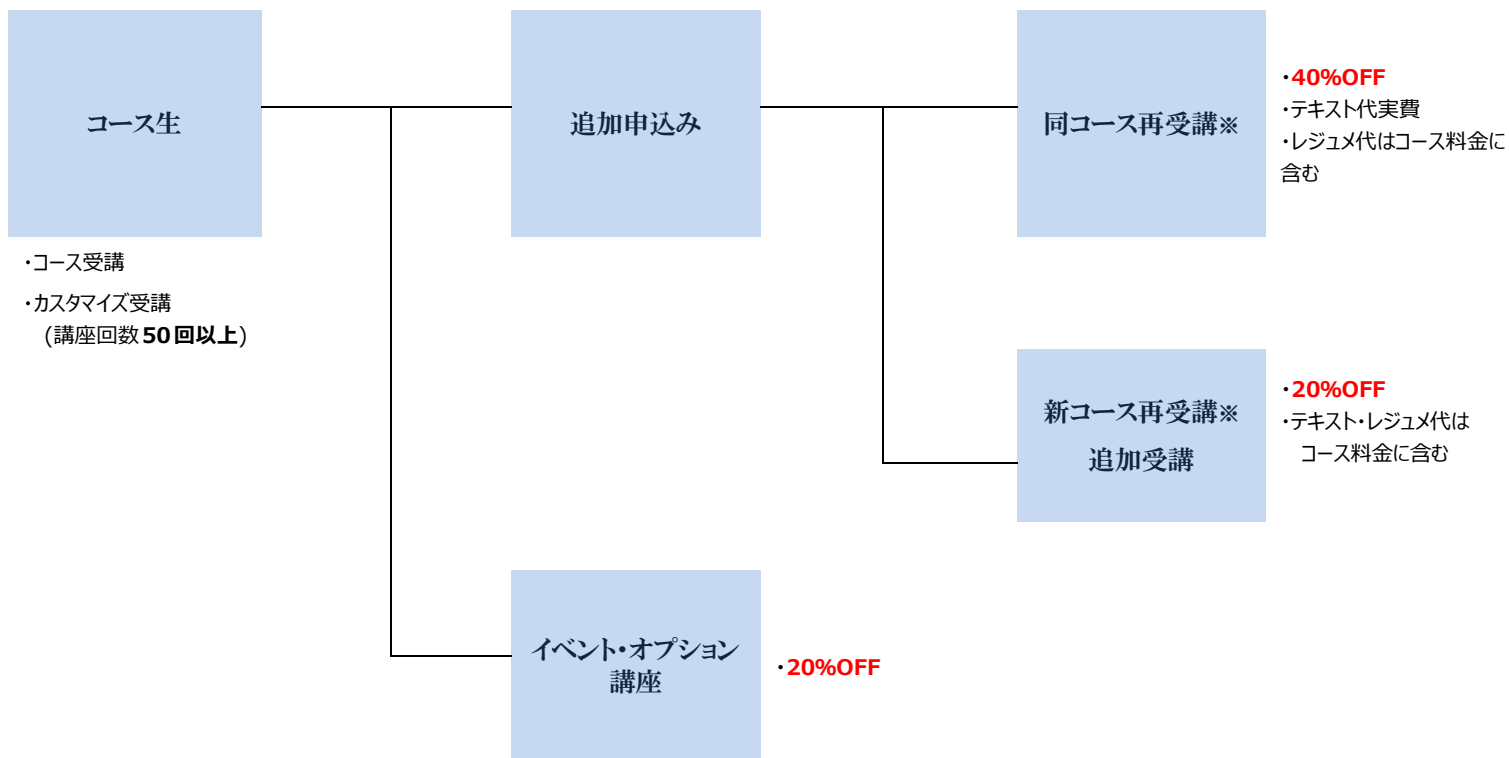 コース生
・コース受講
・カスタマイズ受講
(講座回数50回以上)
追加申込み
同コース再受講※
・40%OFF
・テキスト代実費
・レジュメ代はコース料金に
含む
新コース再受講※
追加受講
・20%OFF
・テキスト・レジュメ代は
コース料金に含む
イベント・オプション
講座
・20%OFF